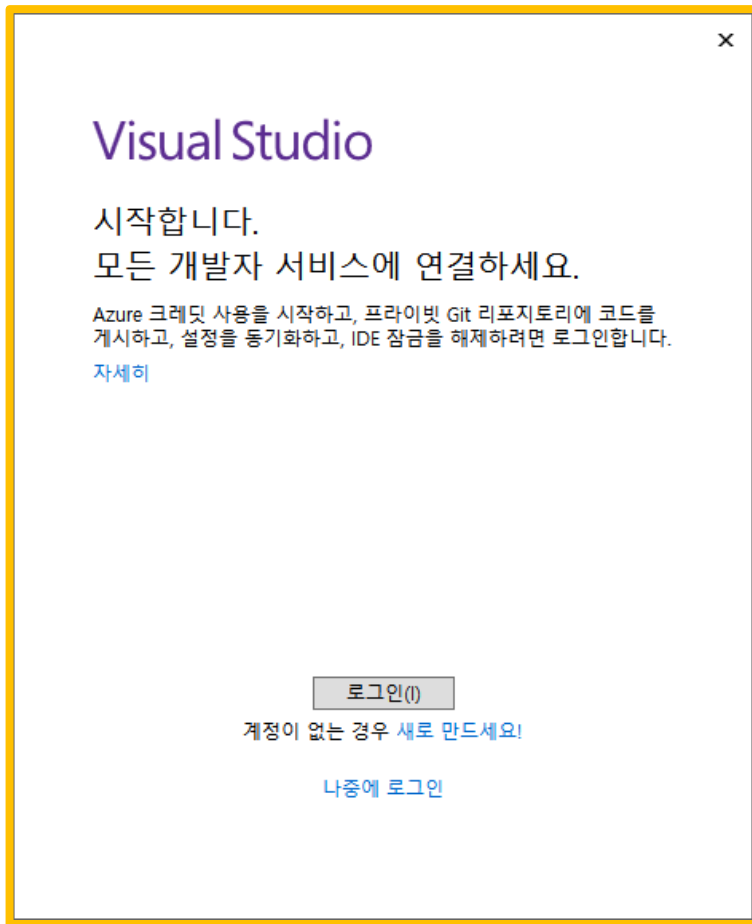 Visual Studio
시작합니다.
모든 개발자 서비스에 연결하세요.
Azure 크레딧 사용을 시작하고, 프라이빗 Git 리포지토리에 코드를
게시하고, 설정을 동기화하고, IDE 잠금을 해제하려면 로그인합니다.
자세히
로그인(I)
계정이 없는 경우 새로 만드세요!
나중에 로그인